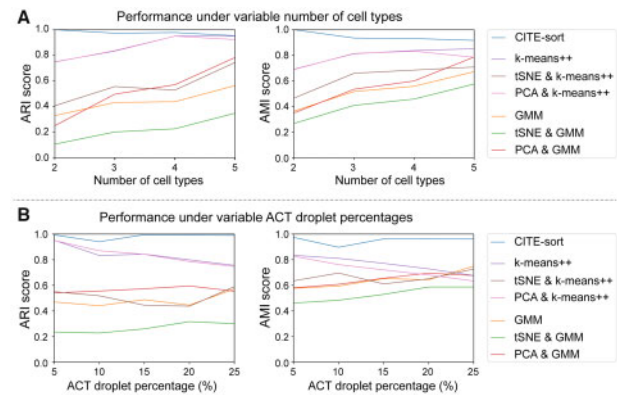 A
Performance under variable number of cell types
ARI score
1.0
0.8
0.6
0.4
0.2
0.0
2 3 4 5
Number of cell types
AMI score
1.0
0.8
0.6
0.4
0.2
0.0
2 3 4 5
Number of cell types
CITE-sort
k-means++
tSNE & k-means++
PCA & k-means++
GMM
tSNE & GMM
PCA & GMM
B
Performance under variable ACT droplet percentages
ARI score
1.0
0.8
0.6
0.4
0.2
0.0
5 10 15 20 25
ACT droplet percentage (%)
AMI score
1.0
0.8
0.6
0.4
0.2
0.0
5 10 15 20 25
ACT droplet percentage (%)
CITE-sort
k-means++
tSNE & k-means++
PCA & k-means++
GMM
tSNE & GMM
PCA & GMM